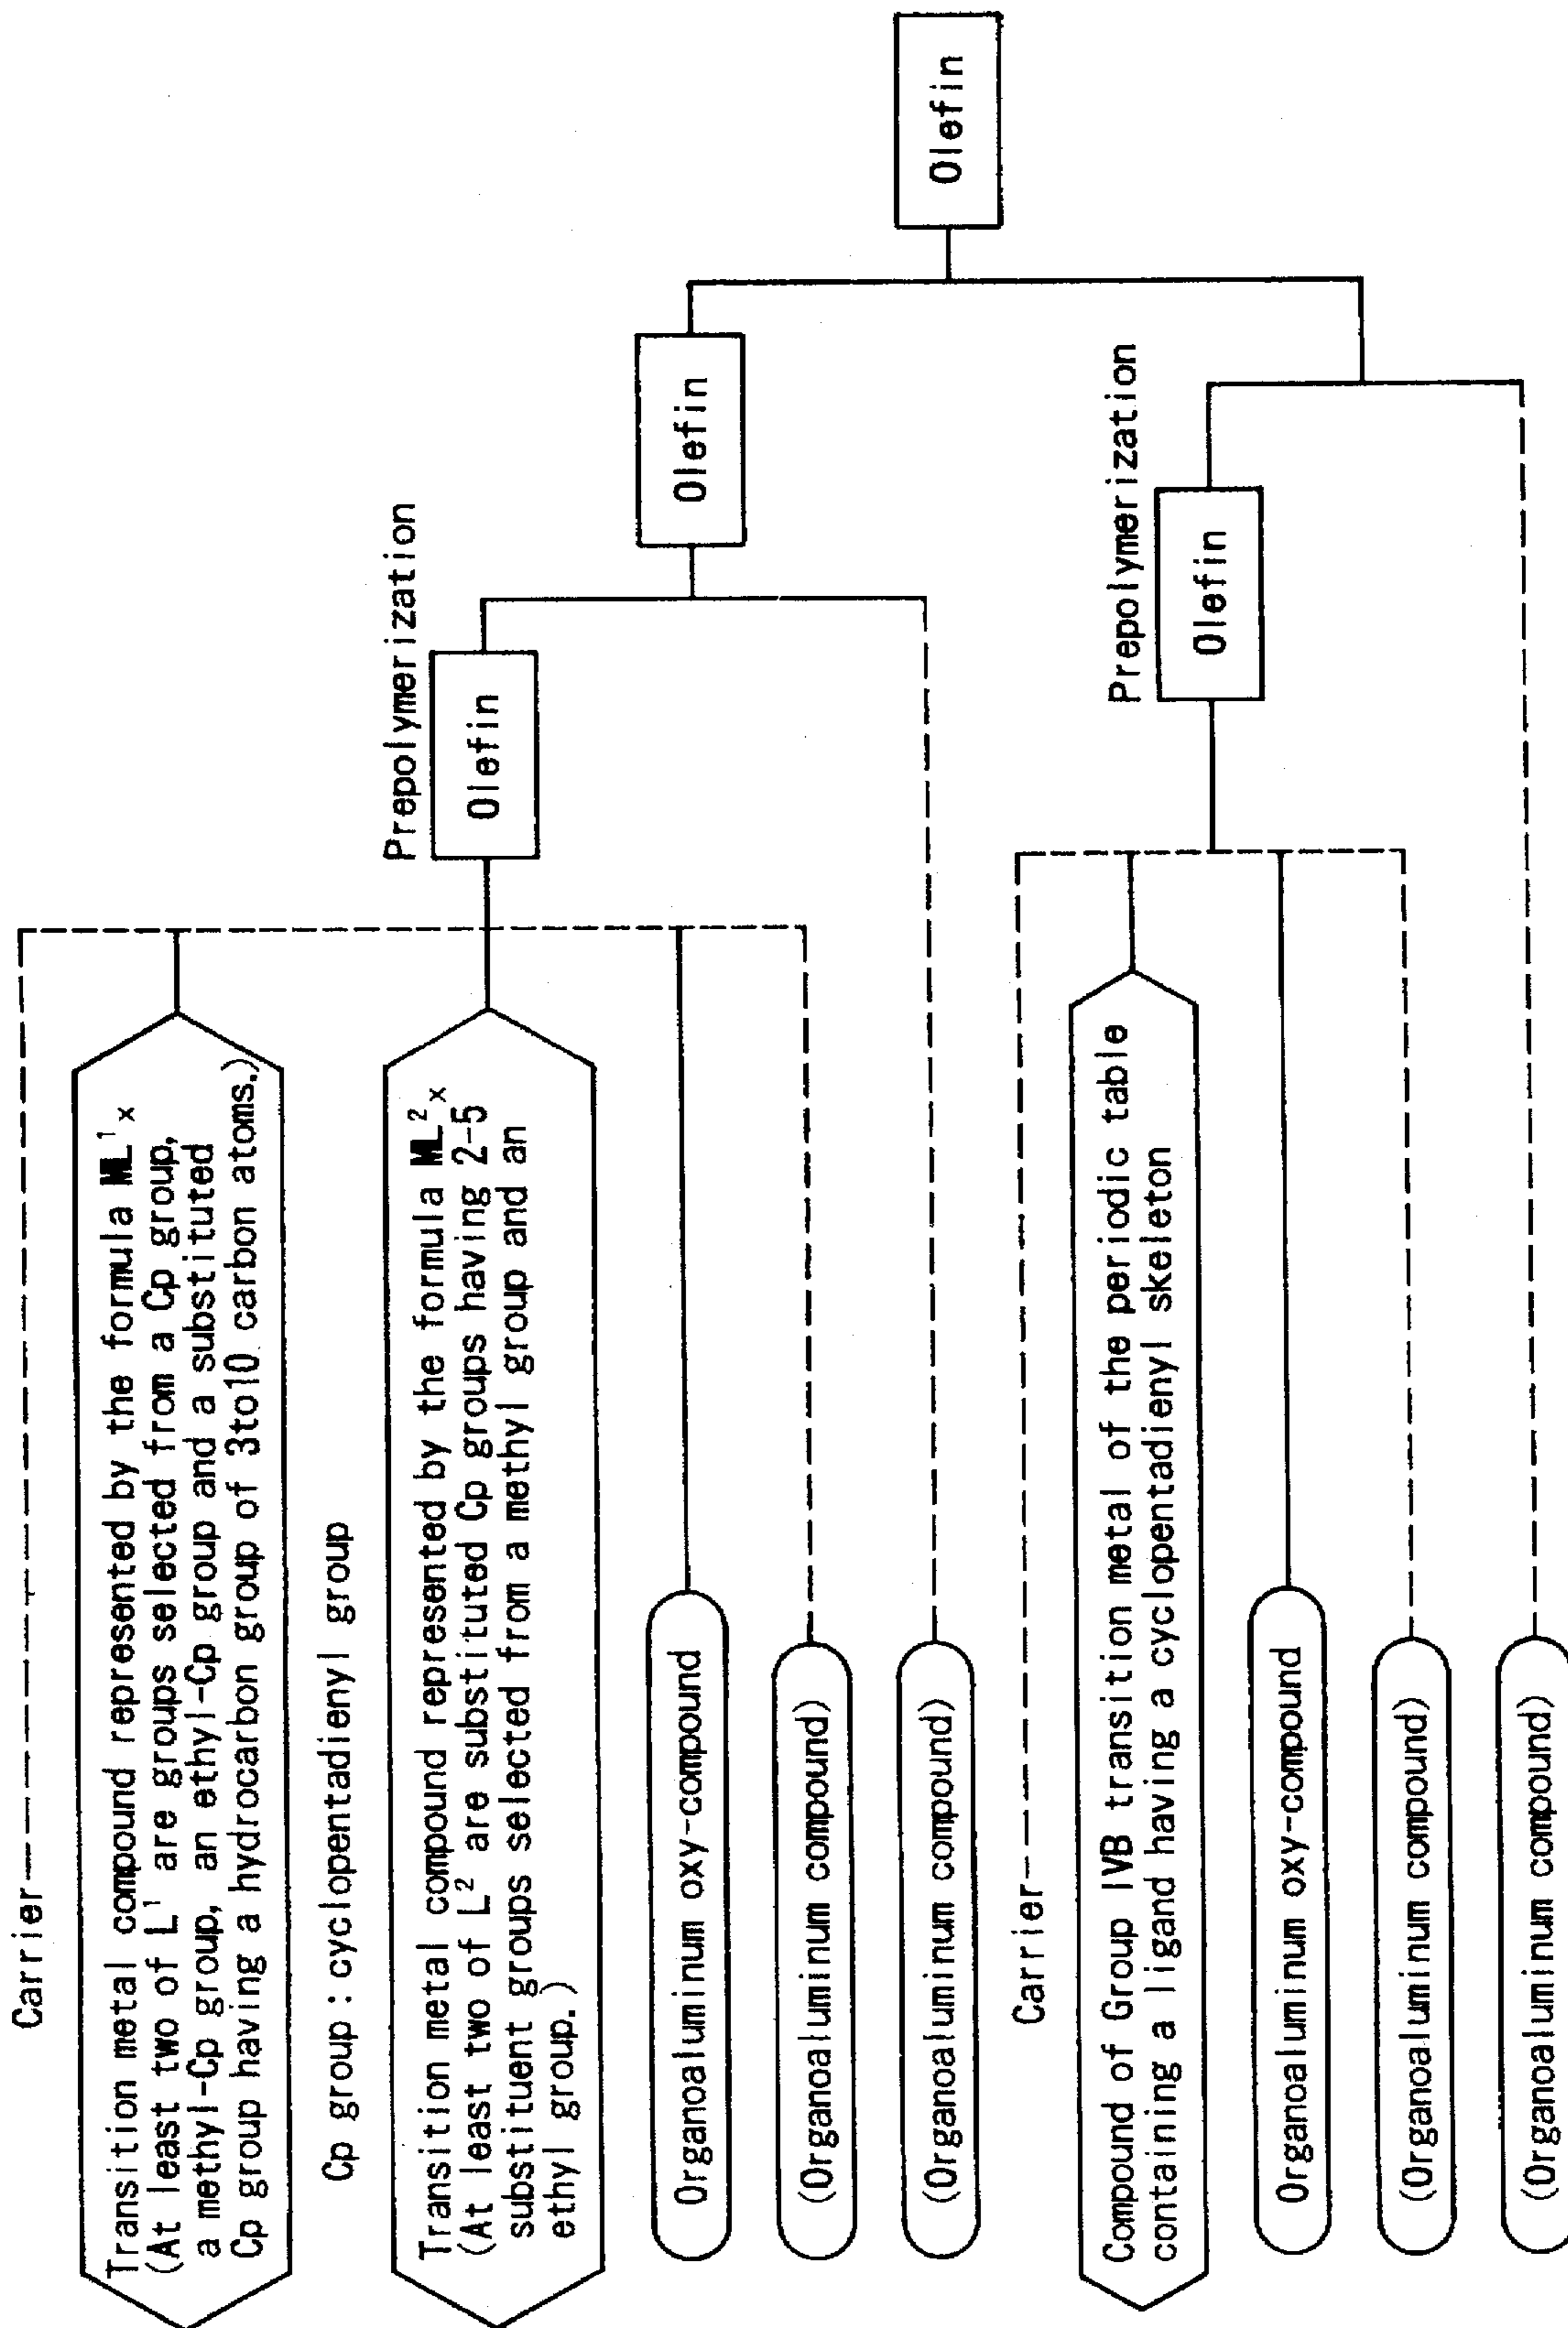 Carrier
Transition metal compound represented by the formula ML¹ₓ
(At least two of L¹ are groups selected from a Cp group,
a methyl-Cp group, an ethyl-Cp group and a substituted
Cp group having a hydrocarbon group of 3to10 carbon atoms.)
Cp group : cyclopentadienyl group
Transition metal compound represented by the formula ML²ₓ
(At least two of L² are substituted Cp groups having 2-5
substituent groups selected from a methyl group and an
ethyl group.)
Organoaluminum oxy-compound
(Organoaluminum compound)
(Organoaluminum compound)
Prepolymerization
Olefin
Olefin
Olefin
Carrier
Compound of Group IVB transition metal of the periodic table
containing a ligand having a cyclopentadienyl skeleton
Organoaluminum oxy-compound
(Organoaluminum compound)
(Organoaluminum compound)
Prepolymerization
Olefin